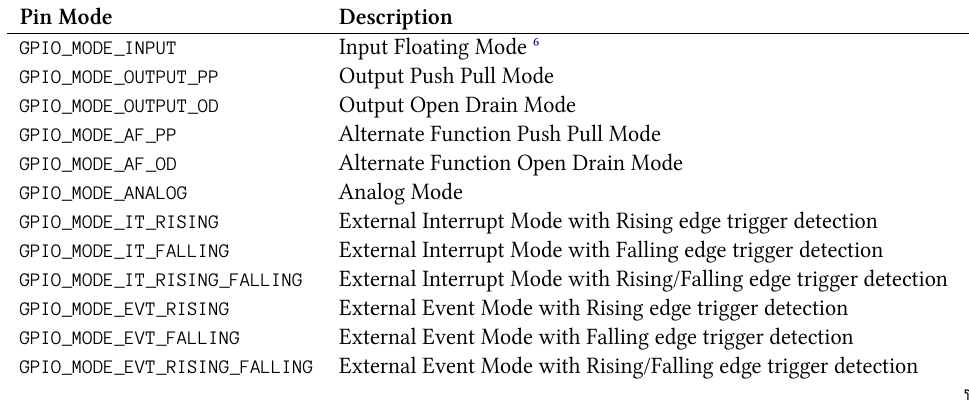 Pin Mode Description
GPIO_MODE_INPUT Input Floating Mode 6
GPIO_MODE_OUTPUT_PP Output Push Pull Mode
GPIO_MODE_OUTPUT_OD Output Open Drain Mode
GPIO_MODE_AF_PP Alternate Function Push Pull Mode
GPIO_MODE_AF_OD Alternate Function Open Drain Mode
GPIO_MODE_ANALOG Analog Mode
GPIO_MODE_IT_RISING External Interrupt Mode with Rising edge trigger detection
GPIO_MODE_IT_FALLING External Interrupt Mode with Falling edge trigger detection
GPIO_MODE_IT_RISING_FALLING External Interrupt Mode with Rising/Falling edge trigger detection
GPIO_MODE_EVT_RISING External Event Mode with Rising edge trigger detection
GPIO_MODE_EVT_FALLING External Event Mode with Falling edge trigger detection
GPIO_MODE_EVT_RISING_FALLING External Event Mode with Rising/Falling edge trigger detection